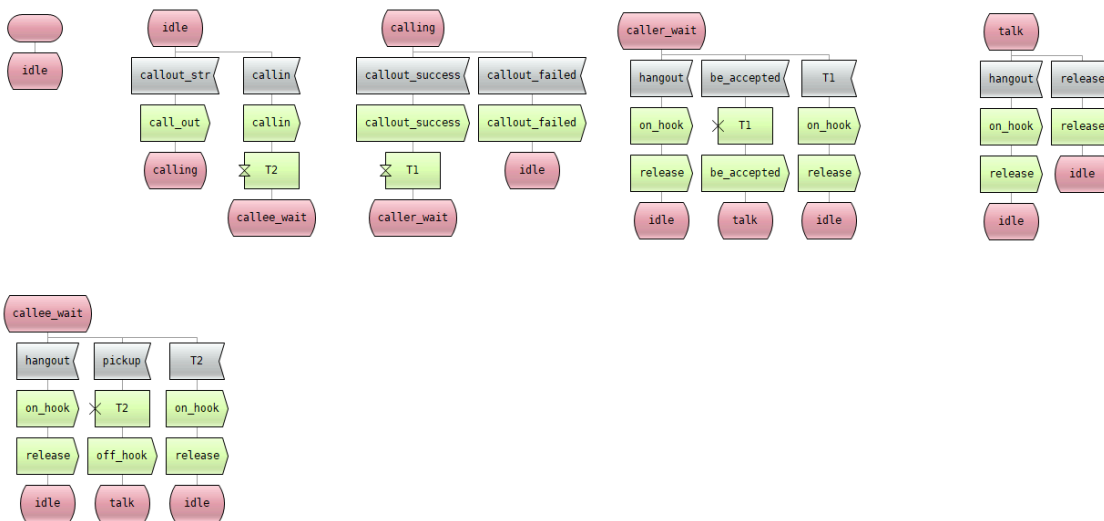 idle
idle
callout_str
call_out
calling
callin
callin
T2
callee_wait
calling
callout_success
callout_success
T1
caller_wait
callout_failed
callout_failed
idle
caller_wait
hangout
on_hook
release
idle
be_accepted
T1
be_accepted
talk
T1
on_hook
release
idle
talk
hangout
on_hook
release
idle
release
release
idle
callee_wait
hangout
on_hook
release
idle
pickup
T2
off_hook
talk
T2
on_hook
release
idle